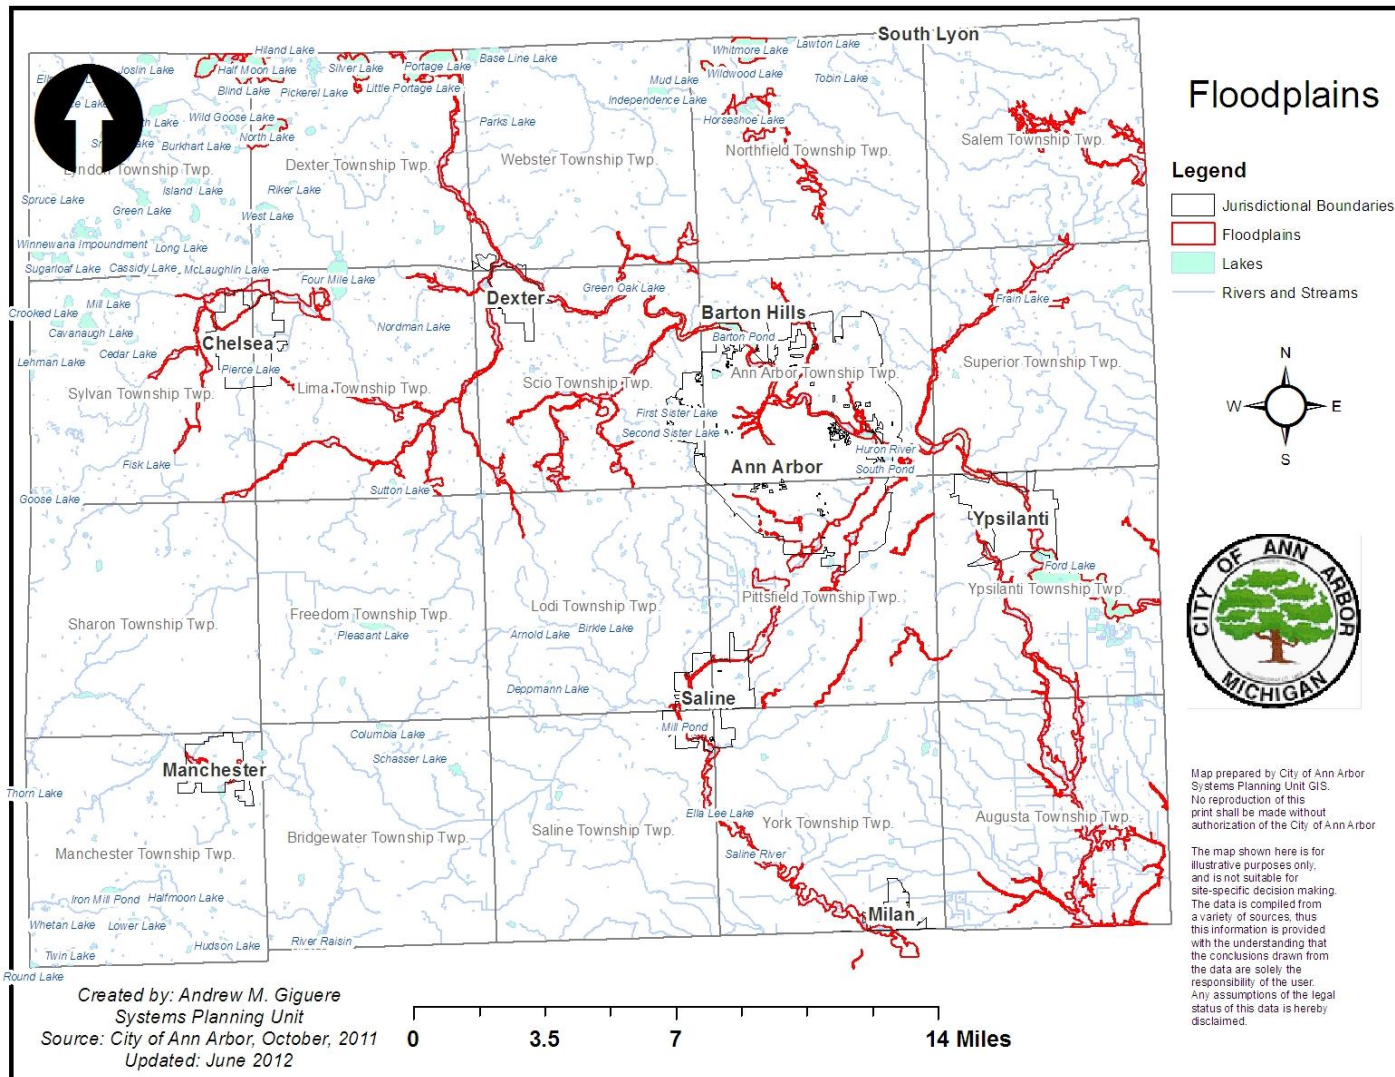 South Lyon
Hiland Lake
Base Line Lake
Whitmore Lake
Lawton Lake
Joslin Lake
Half Moon Lake
Silver Lake
Portage Lake
Mud Lake
Wildwood Lake
Tobin Lake
Blind Lake
Pickerel Lake
Little Portage Lake
Independence Lake
Wild Goose Lake
Parks Lake
Horseshoe Lake
North Lake
Burkhart Lake
Lyndon Township Twp.
Dexter Township Twp.
Webster Township Twp.
Northfield Township Twp.
Salem Township Twp.
Spruce Lake
Island Lake
Riker Lake
Green Lake
West Lake
Winnewana Impoundment
Long Lake
Sugarloaf Lake
Cassidy Lake
McLaughlin Lake
Four Mile Lake
Green Oak Lake
Frain Lake
Mill Lake
Dexter
Crooked Lake
Barton Hills
Cavanaugh Lake
Nordman Lake
Barton Pond
Chelsea
Cedar Lake
Lehman Lake
Pierce Lake
Sylvan Township Twp.
Lima Township Twp.
Scio Township Twp.
Ann Arbor Township Twp.
Superior Township Twp.
First Sister Lake
Second Sister Lake
Huron River
Fisk Lake
Ann Arbor
South Pond
Goose Lake
Sutton Lake
Ypsilanti
Ford Lake
Sharon Township Twp.
Freedom Township Twp.
Lodi Township Twp.
Pittsfield Township Twp.
Ypsilanti Township Twp.
Pleasant Lake
Arnold Lake
Birkle Lake
Deppmann Lake
Saline
Mill Pond
Columbia Lake
Schasser Lake
Manchester
Thorn Lake
Ella Lee Lake
Manchester Township Twp.
Bridgewater Township Twp.
Saline Township Twp.
York Township Twp.
Augusta Township Twp.
Saline River
Iron Mill Pond
Halfmoon Lake
Milan
Whetan Lake
Lower Lake
Hudson Lake
River Raisin
Twin Lake
Round Lake
Floodplains
Legend
Jurisdictional Boundaries
Floodplains
Lakes
Rivers and Streams
N
W
E
S
CITY OF ANN ARBOR
MICHIGAN
Map prepared by City of Ann Arbor
Systems Planning Unit GIS.
No reproduction of this
print shall be made without
authorization of the City of Ann Arbor
The map shown here is for
illustrative purposes only,
and is not suitable for
site-specific decision making.
The data is compiled from
a variety of sources, thus
this information is provided
with the understanding that
the conclusions drawn from
the data are solely the
responsibility of the user.
Any assumptions of the legal
status of this data is hereby
disclaimed.
Created by: Andrew M. Giguere
Systems Planning Unit
Source: City of Ann Arbor, October, 2011
Updated: June 2012
0
3.5
7
14 Miles